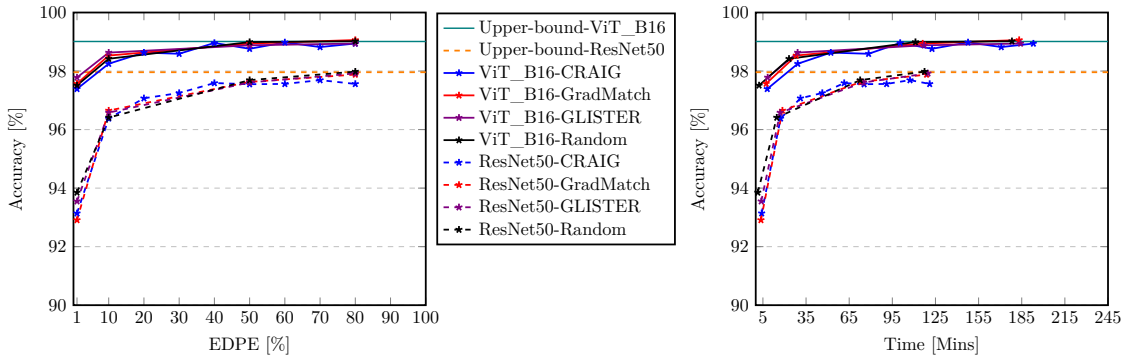 100
98
96
94
92
90
Accuracy [%]
1 10 20 30 40 50 60 70 80 90 100
EDPE [%]
Upper-bound-ViT_B16
Upper-bound-ResNet50
ViT_B16-CRAIG
ViT_B16-GradMatch
ViT_B16-GLISTER
ViT_B16-Random
ResNet50-CRAIG
ResNet50-GradMatch
ResNet50-GLISTER
ResNet50-Random
100
98
96
94
92
90
Accuracy [%]
5 35 65 95 125 155 185 215 245
Time [Mins]